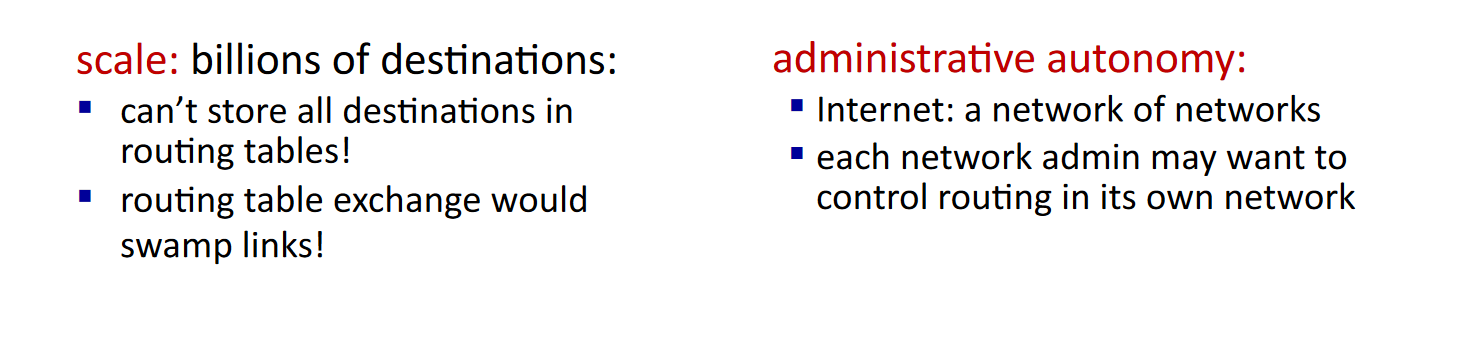 scale: billions of destinations:
▪ can’t store all destinations in
routing tables!
▪ routing table exchange would
swamp links!
administrative autonomy:
▪ Internet: a network of networks
▪ each network admin may want to
control routing in its own network